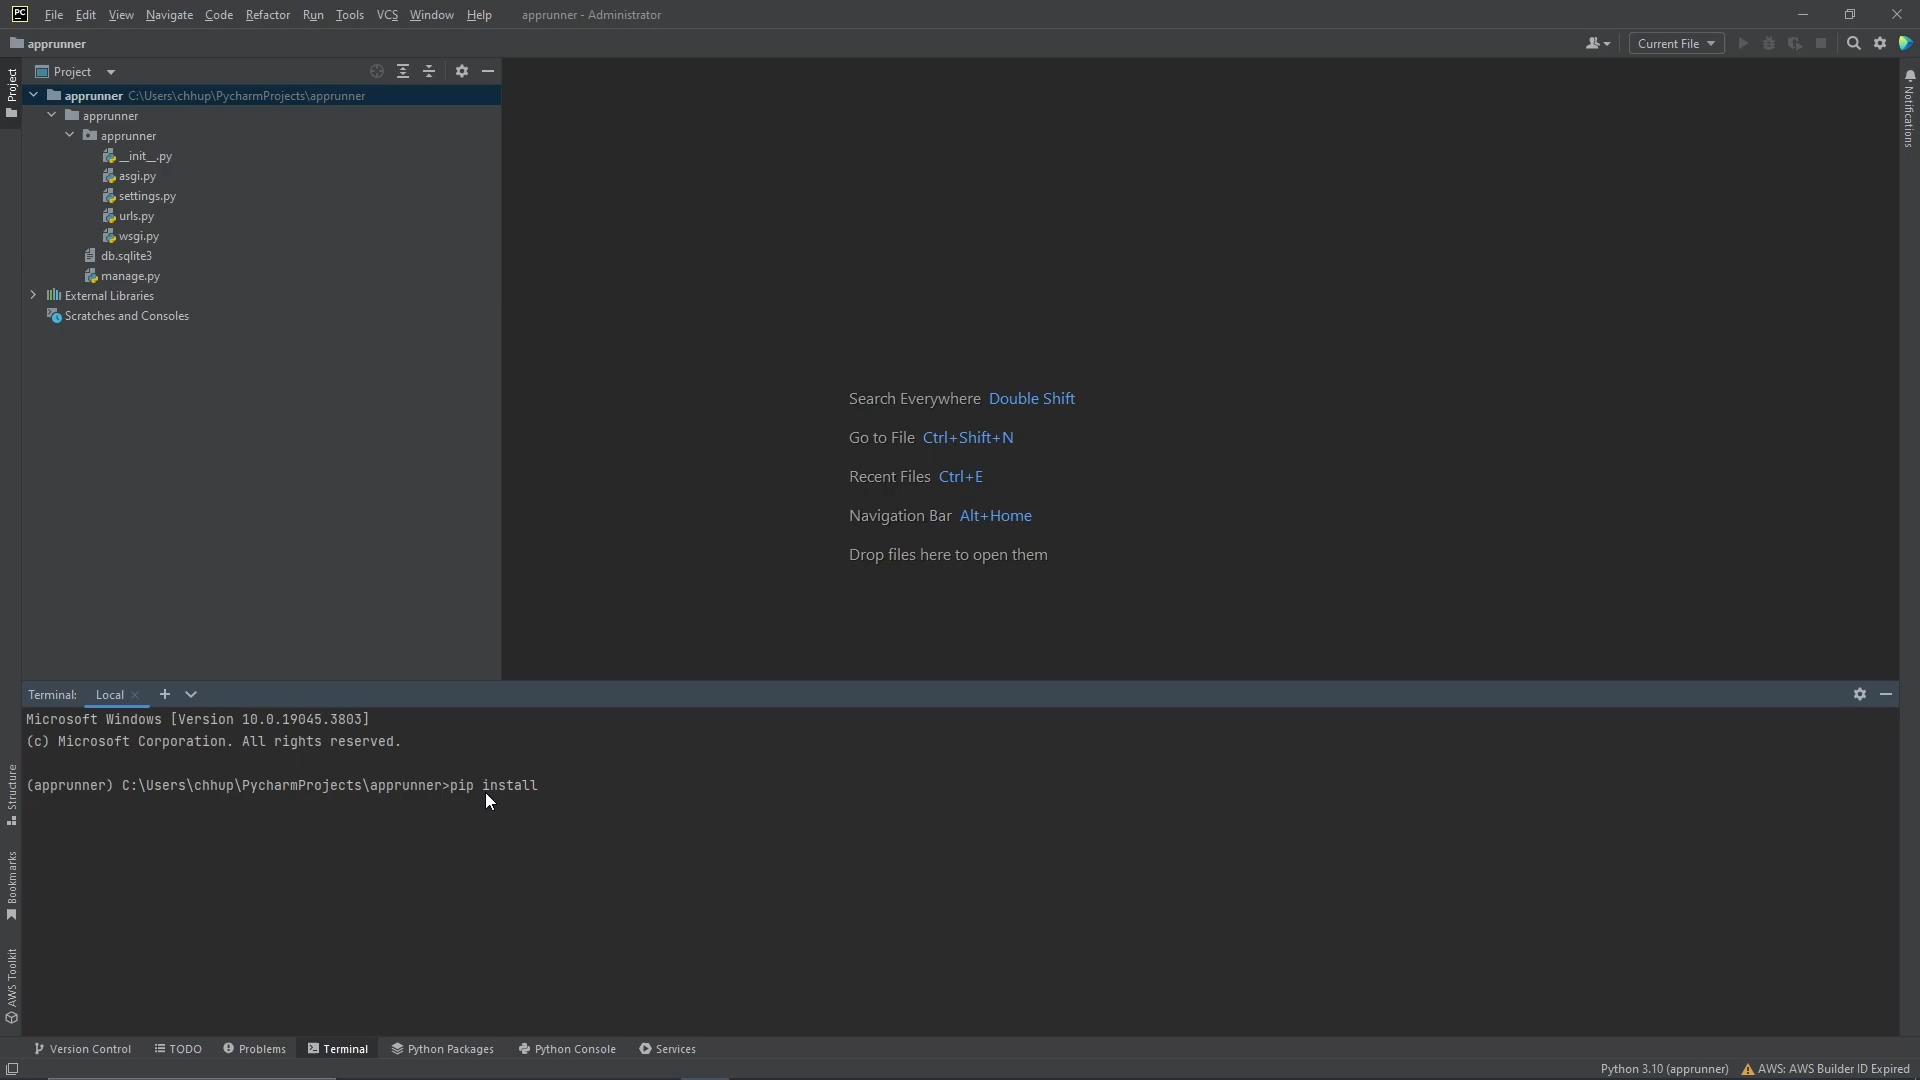 PC File Edit View Navigate Code Refactor Run Tools VCS Window Help apprunner - Administrator
apprunner
Current File
Project
Project
Notifications
apprunner C:\Users\chhup\PycharmProjects\apprunner
apprunner
apprunner
__init__.py
asgi.py
settings.py
urls.py
wsgi.py
db.sqlite3
manage.py
External Libraries
Scratches and Consoles
Search Everywhere Double Shift
Go to File Ctrl+Shift+N
Recent Files Ctrl+E
Navigation Bar Alt+Home
Drop files here to open them
Terminal: Local
Microsoft Windows [Version 10.0.19045.3803]
(c) Microsoft Corporation. All rights reserved.
(apprunner) C:\Users\chhup\PycharmProjects\apprunner>pip install
Structure
Bookmarks
AWS Toolkit
Version Control TODO Problems Terminal Python Packages Python Console Services
Python 3.10 (apprunner) AWS: AWS Builder ID Expired